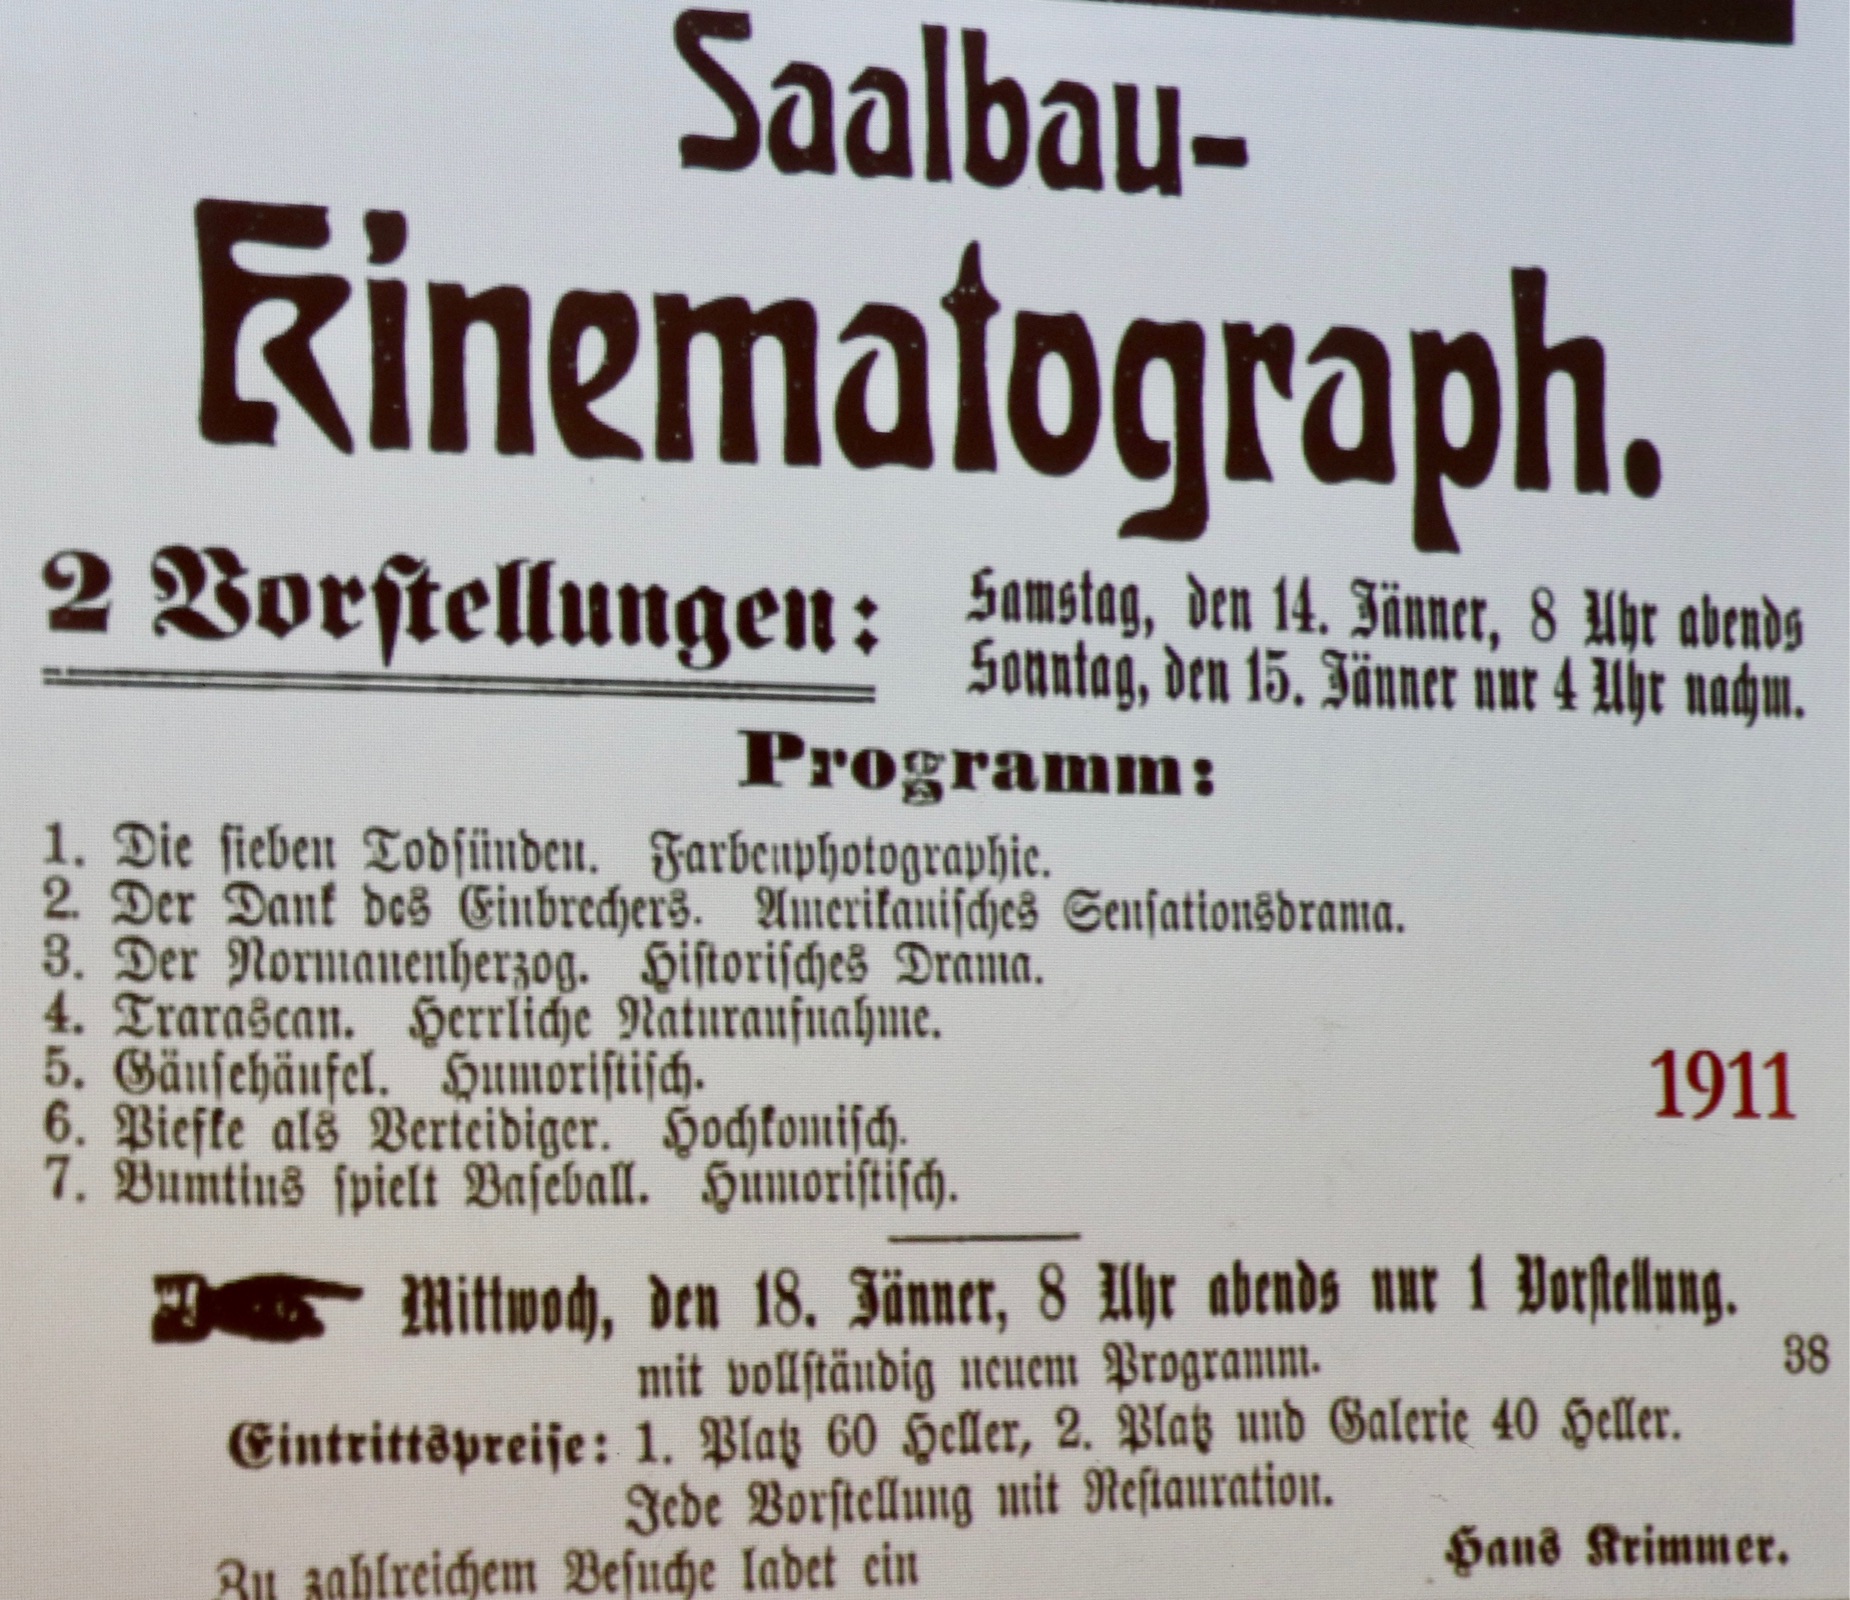 Saalbau-
Kinematograph.
2 Vorstellungen:
Samstag, den 14. Jänner, 8 Uhr abends
Sonntag, den 15. Jänner nur 4 Uhr nachm.
Programm:
1. Die sieben Todsünden. Farbenphotographie.
2. Der Dank des Einbrechers. Amerikanisches Sensationsdrama.
3. Der Normanenherzog. Historisches Drama.
4. Trarascan. Herrliche Naturaufnahme.
5. Gänsehäufel. Humoristisch.
6. Piefke als Verteidiger. Hochkomisch.
7. Bumtius spielt Baseball. Humoristisch.
1911
Mittwoch, den 18. Jänner, 8 Uhr abends nur 1 Vorstellung.
mit vollständig neuem Programm.
38
Eintrittspreise: 1. Platz 60 Heller, 2. Platz und Galerie 40 Heller.
Jede Vorstellung mit Restauration.
Zu zahlreichem Besuche ladet ein
Hans Krimmer.